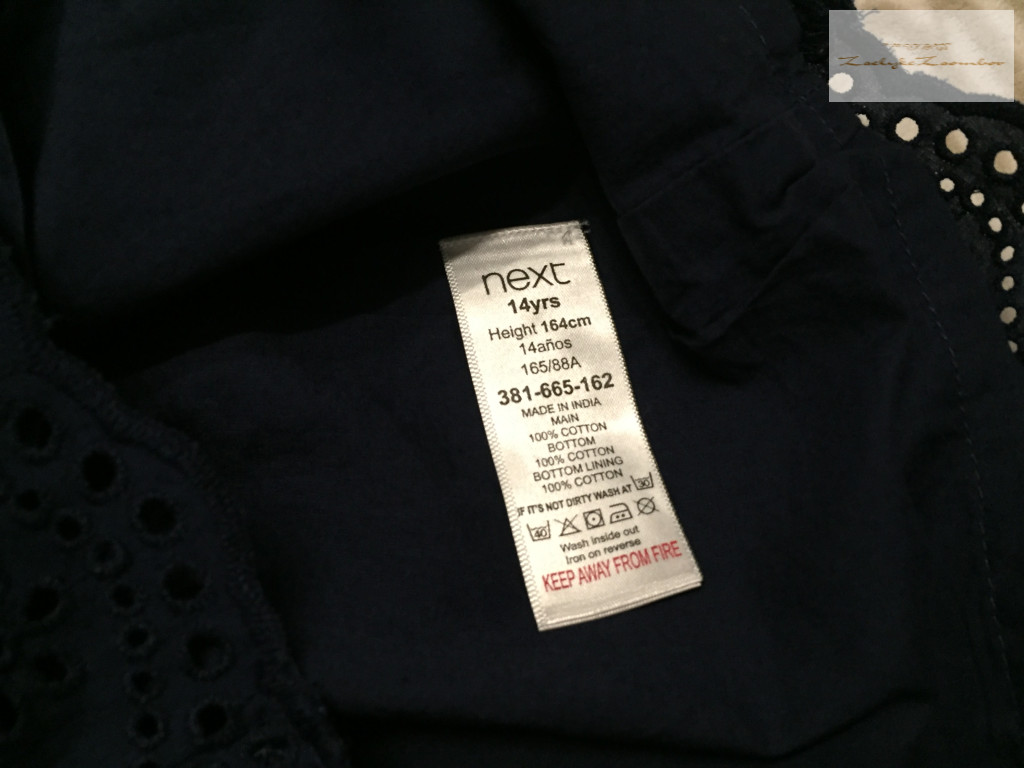 next
14yrs
Height 164cm
14años
165/88A
381-665-162
MADE IN INDIA
MAIN
100% COTTON
BOTTOM
100% COTTON
BOTTOM LINING
100% COTTON
IF IT'S NOT DIRTY WASH AT 30
40
Wash inside out
Iron on reverse
KEEP AWAY FROM FIRE